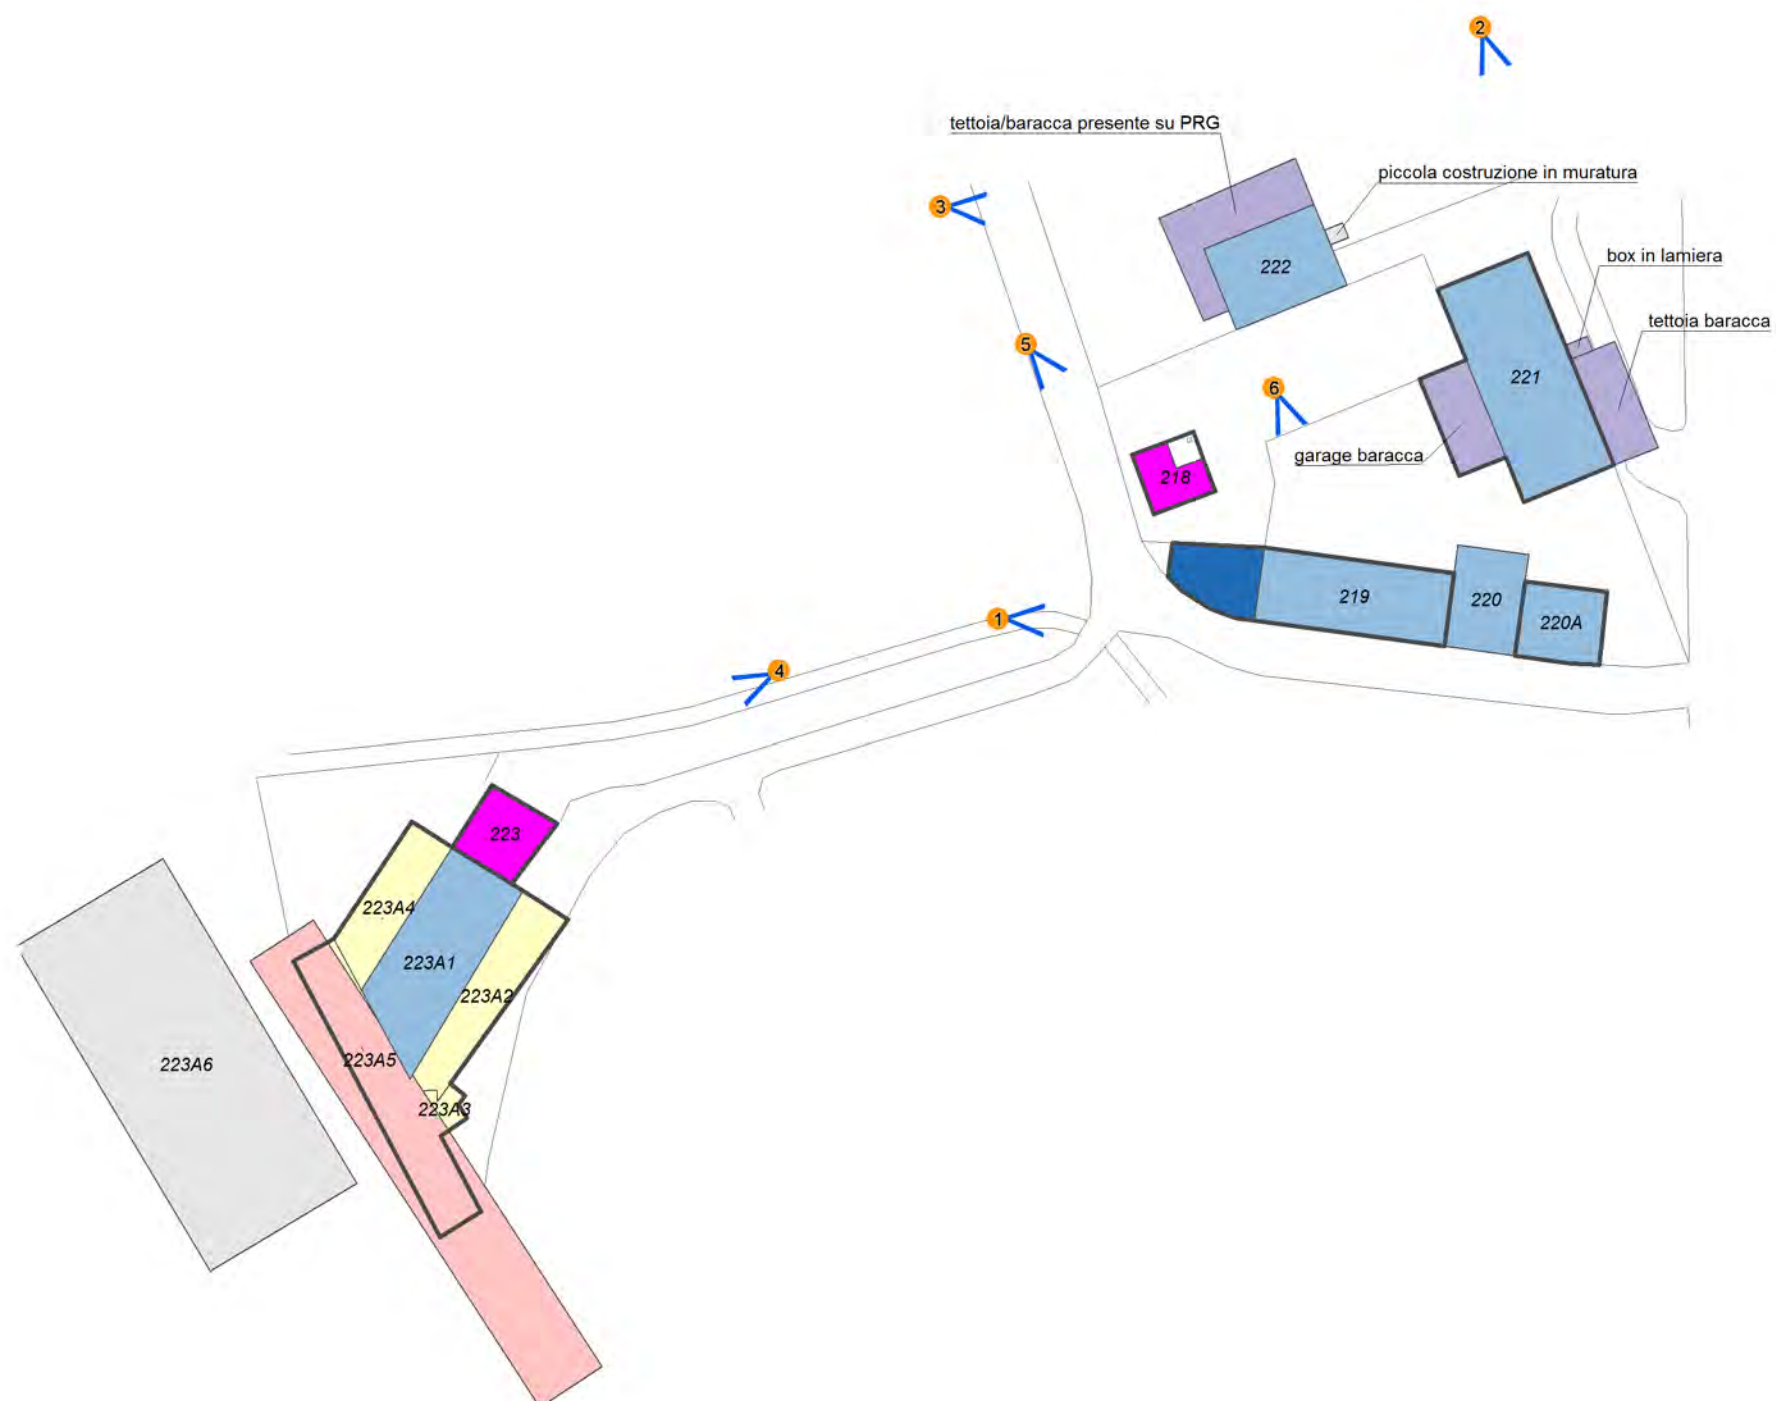 2
tettoia/baracca presente su PRG
piccola costruzione in muratura
3
box in lamiera
222
tettoia baracca
5
221
6
garage baracca
218
219
220
220A
1
4
223
223A4
223A1
223A2
223A5
223A6
223A3